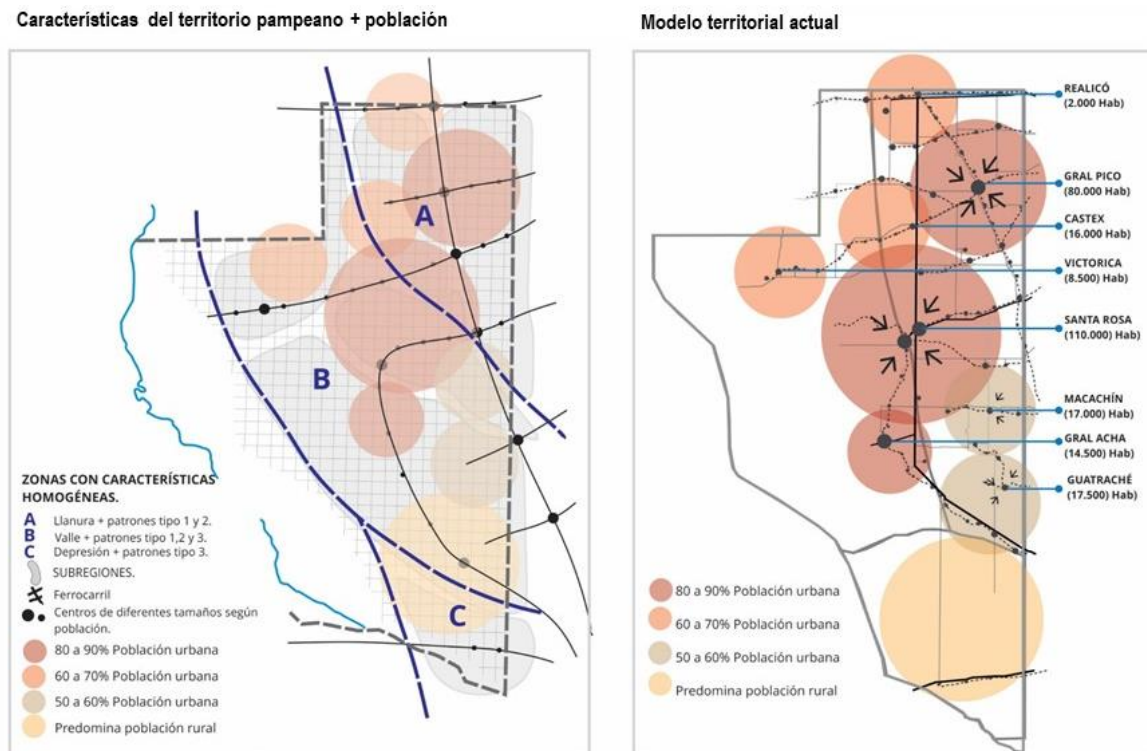 Características del territorio pampeano + población
A
B
C
ZONAS CON CARACTERÍSTICAS
HOMOGÉNEAS.
A Llanura + patrones tipo 1 y 2.
B Valle + patrones tipo 1,2 y 3.
C Depresión + patrones tipo 3.
SUBREGIONES.
Ferrocarril
Centros de diferentes tamaños según
población.
80 a 90% Población urbana
60 a 70% Población urbana
50 a 60% Población urbana
Predomina población rural
Modelo territorial actual
REALICÓ
(2.000 Hab)
GRAL PICO
(80.000 Hab)
CASTEX
(16.000 Hab)
VICTORICA
(8.500) Hab)
SANTA ROSA
(110.000) Hab)
MACACHÍN
(17.000) Hab)
GRAL ACHA
(14.500) Hab)
GUATRACHÉ
(17.500) Hab)
80 a 90% Población urbana
60 a 70% Población urbana
50 a 60% Población urbana
Predomina población rural